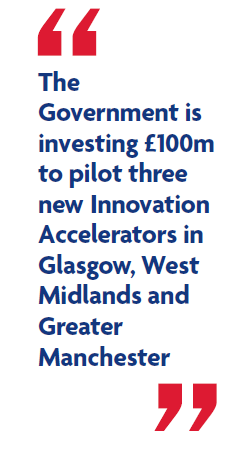 “
The
Government is
investing £100m
to pilot three
new Innovation
Accelerators in
Glasgow, West
Midlands and
Greater
Manchester
”